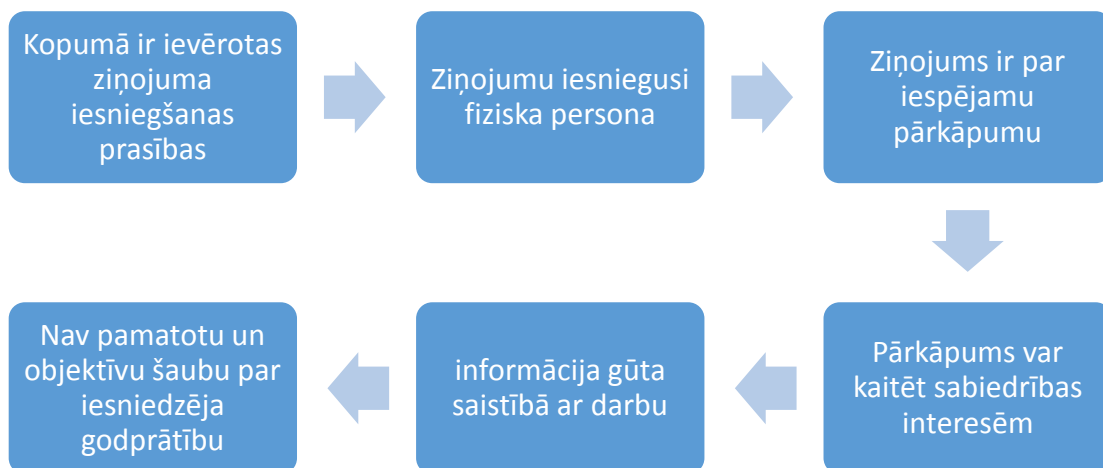 Kopumā ir ievērotas
ziņojuma
iesniegšanas
prasības
Ziņojumu iesniegusi
fiziska persona
Ziņojums ir par
iespējamu
pārkāpumu
Pārkāpums var
kaitēt sabiedrības
interesēm
informācija gūta
saistībā ar darbu
Nav pamatotu un
objektīvu šaubu par
iesniedzēja
godprātību